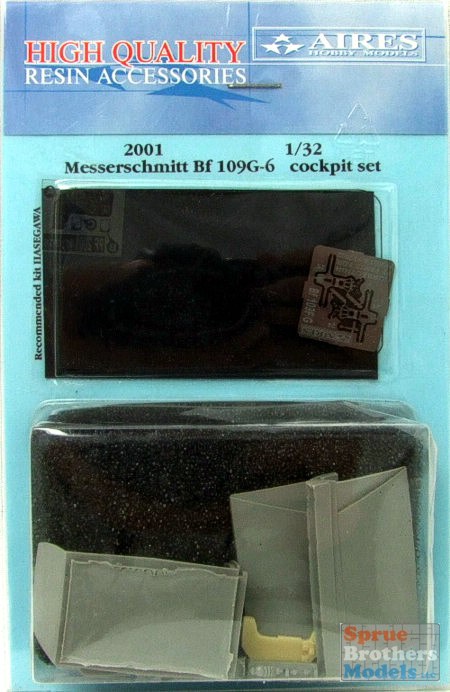 HIGH QUALITY
RESIN ACCESSORIES
AIRES
HOBBY MODELS
2001 1/32
Messerschmitt Bf 109G-6 cockpit set
Recommended kit HASEGAWA
Sprue
Brothers
Models LLC